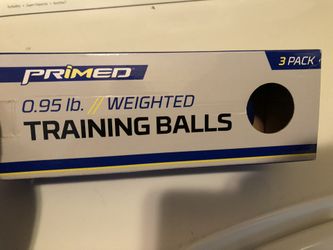 PRIMED
3 PACK
0.95 lb. // WEIGHTED
TRAINING BALLS